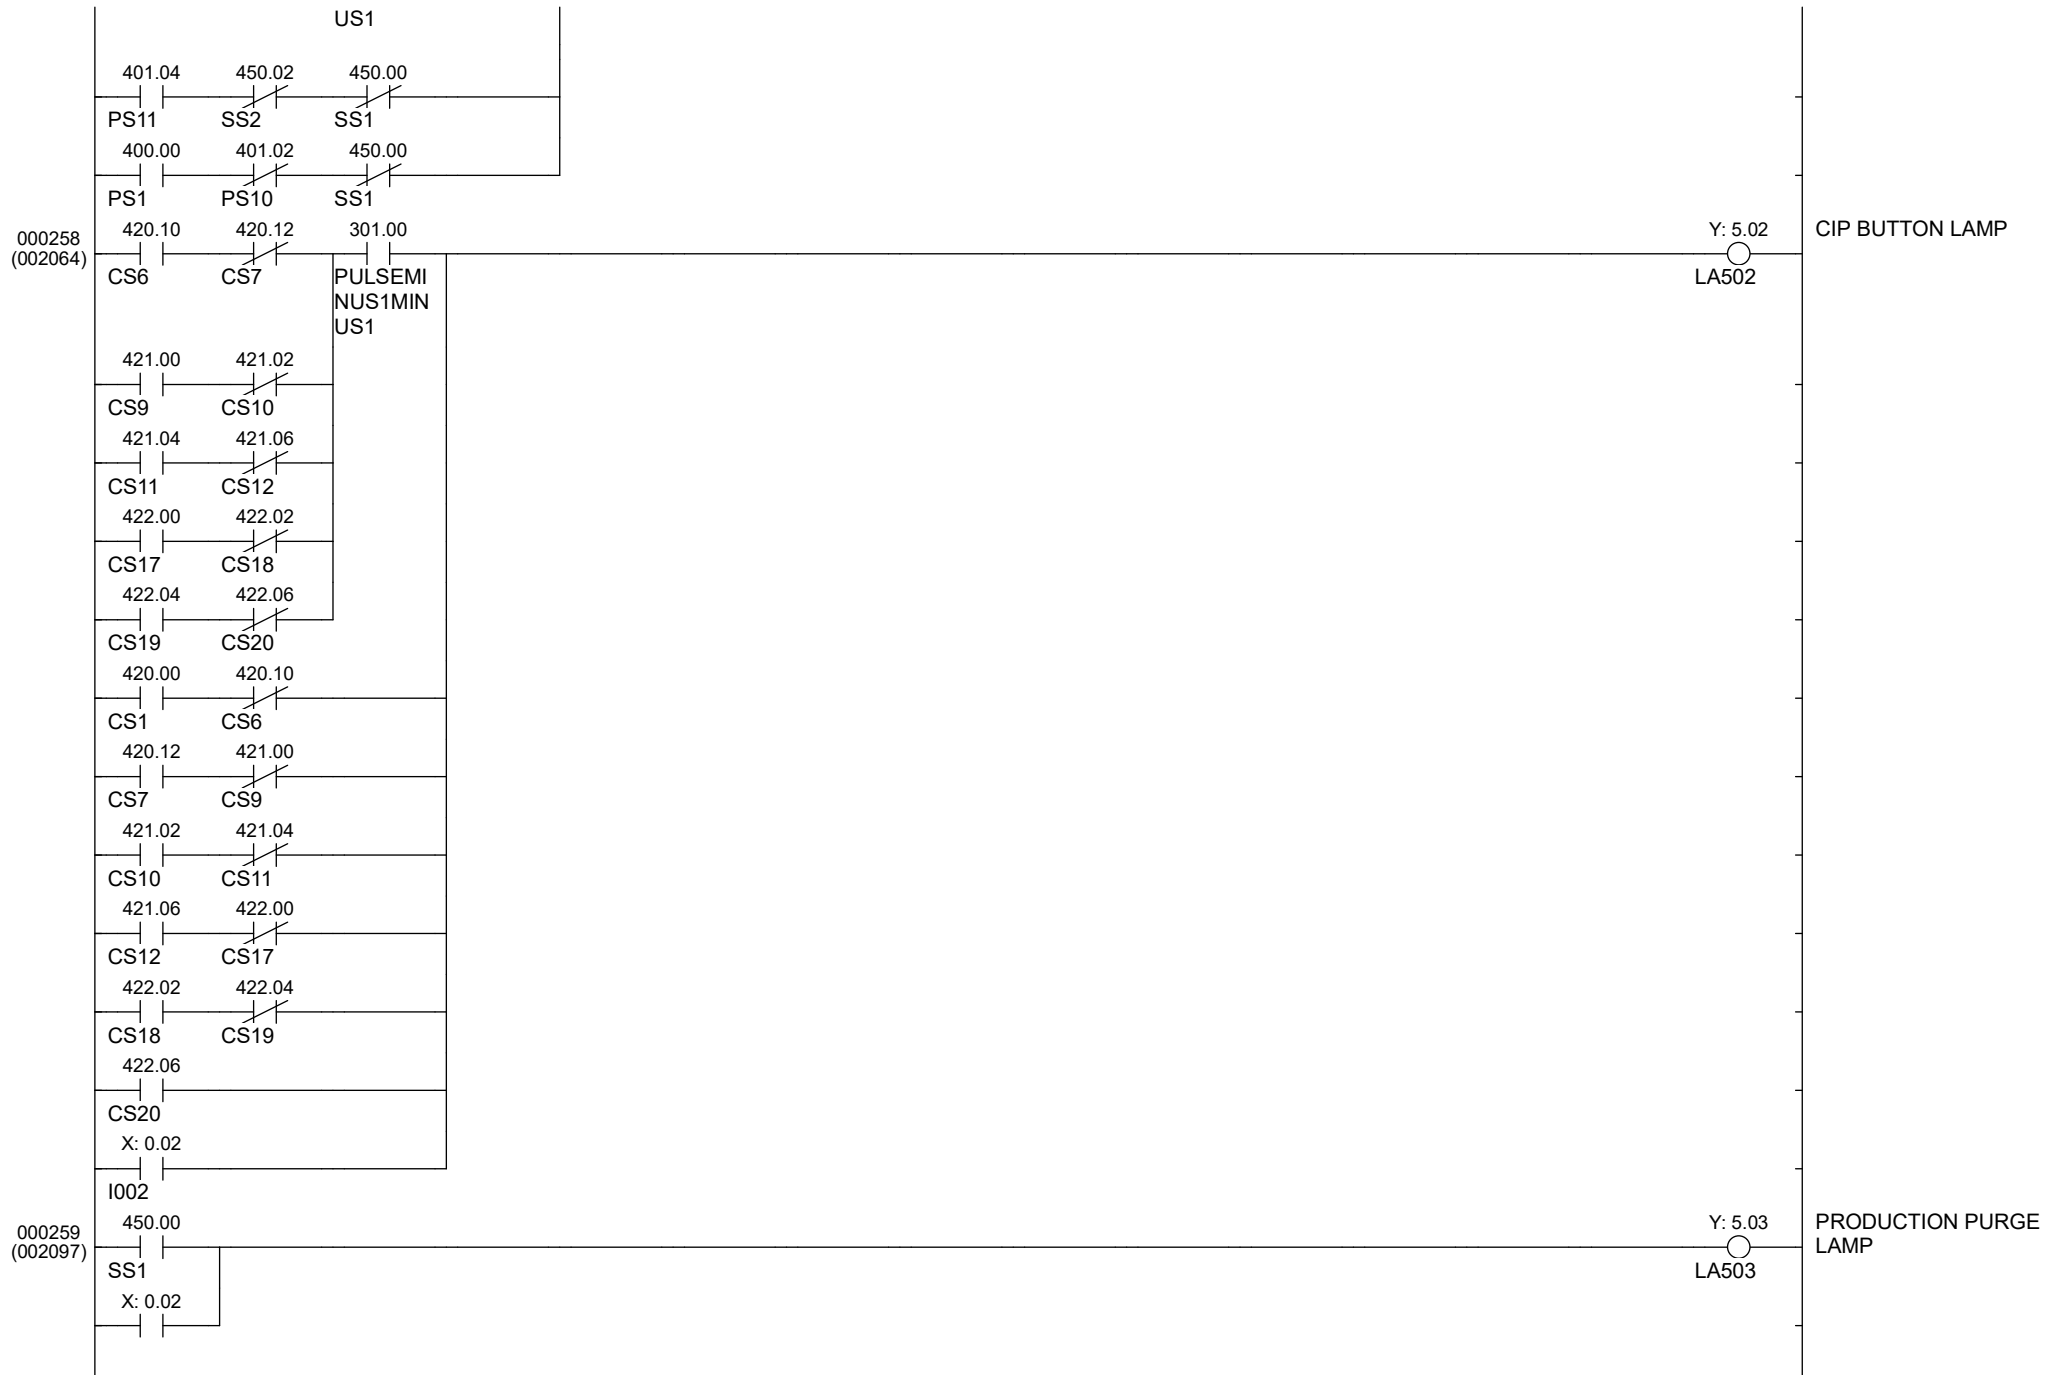 US1
401.04 450.02 450.00
PS11 SS2 SS1
400.00 401.02 450.00
PS1 PS10 SS1
000258
(002064)
420.10 420.12 301.00 Y: 5.02 CIP BUTTON LAMP
CS6 CS7 PULSEMI LA502
NUS1MIN
US1
421.00 421.02
CS9 CS10
421.04 421.06
CS11 CS12
422.00 422.02
CS17 CS18
422.04 422.06
CS19 CS20
420.00 420.10
CS1 CS6
420.12 421.00
CS7 CS9
421.02 421.04
CS10 CS11
421.06 422.00
CS12 CS17
422.02 422.04
CS18 CS19
422.06
CS20
X: 0.02
I002
000259
(002097)
450.00 Y: 5.03 PRODUCTION PURGE
LAMP
SS1 LA503
X: 0.02